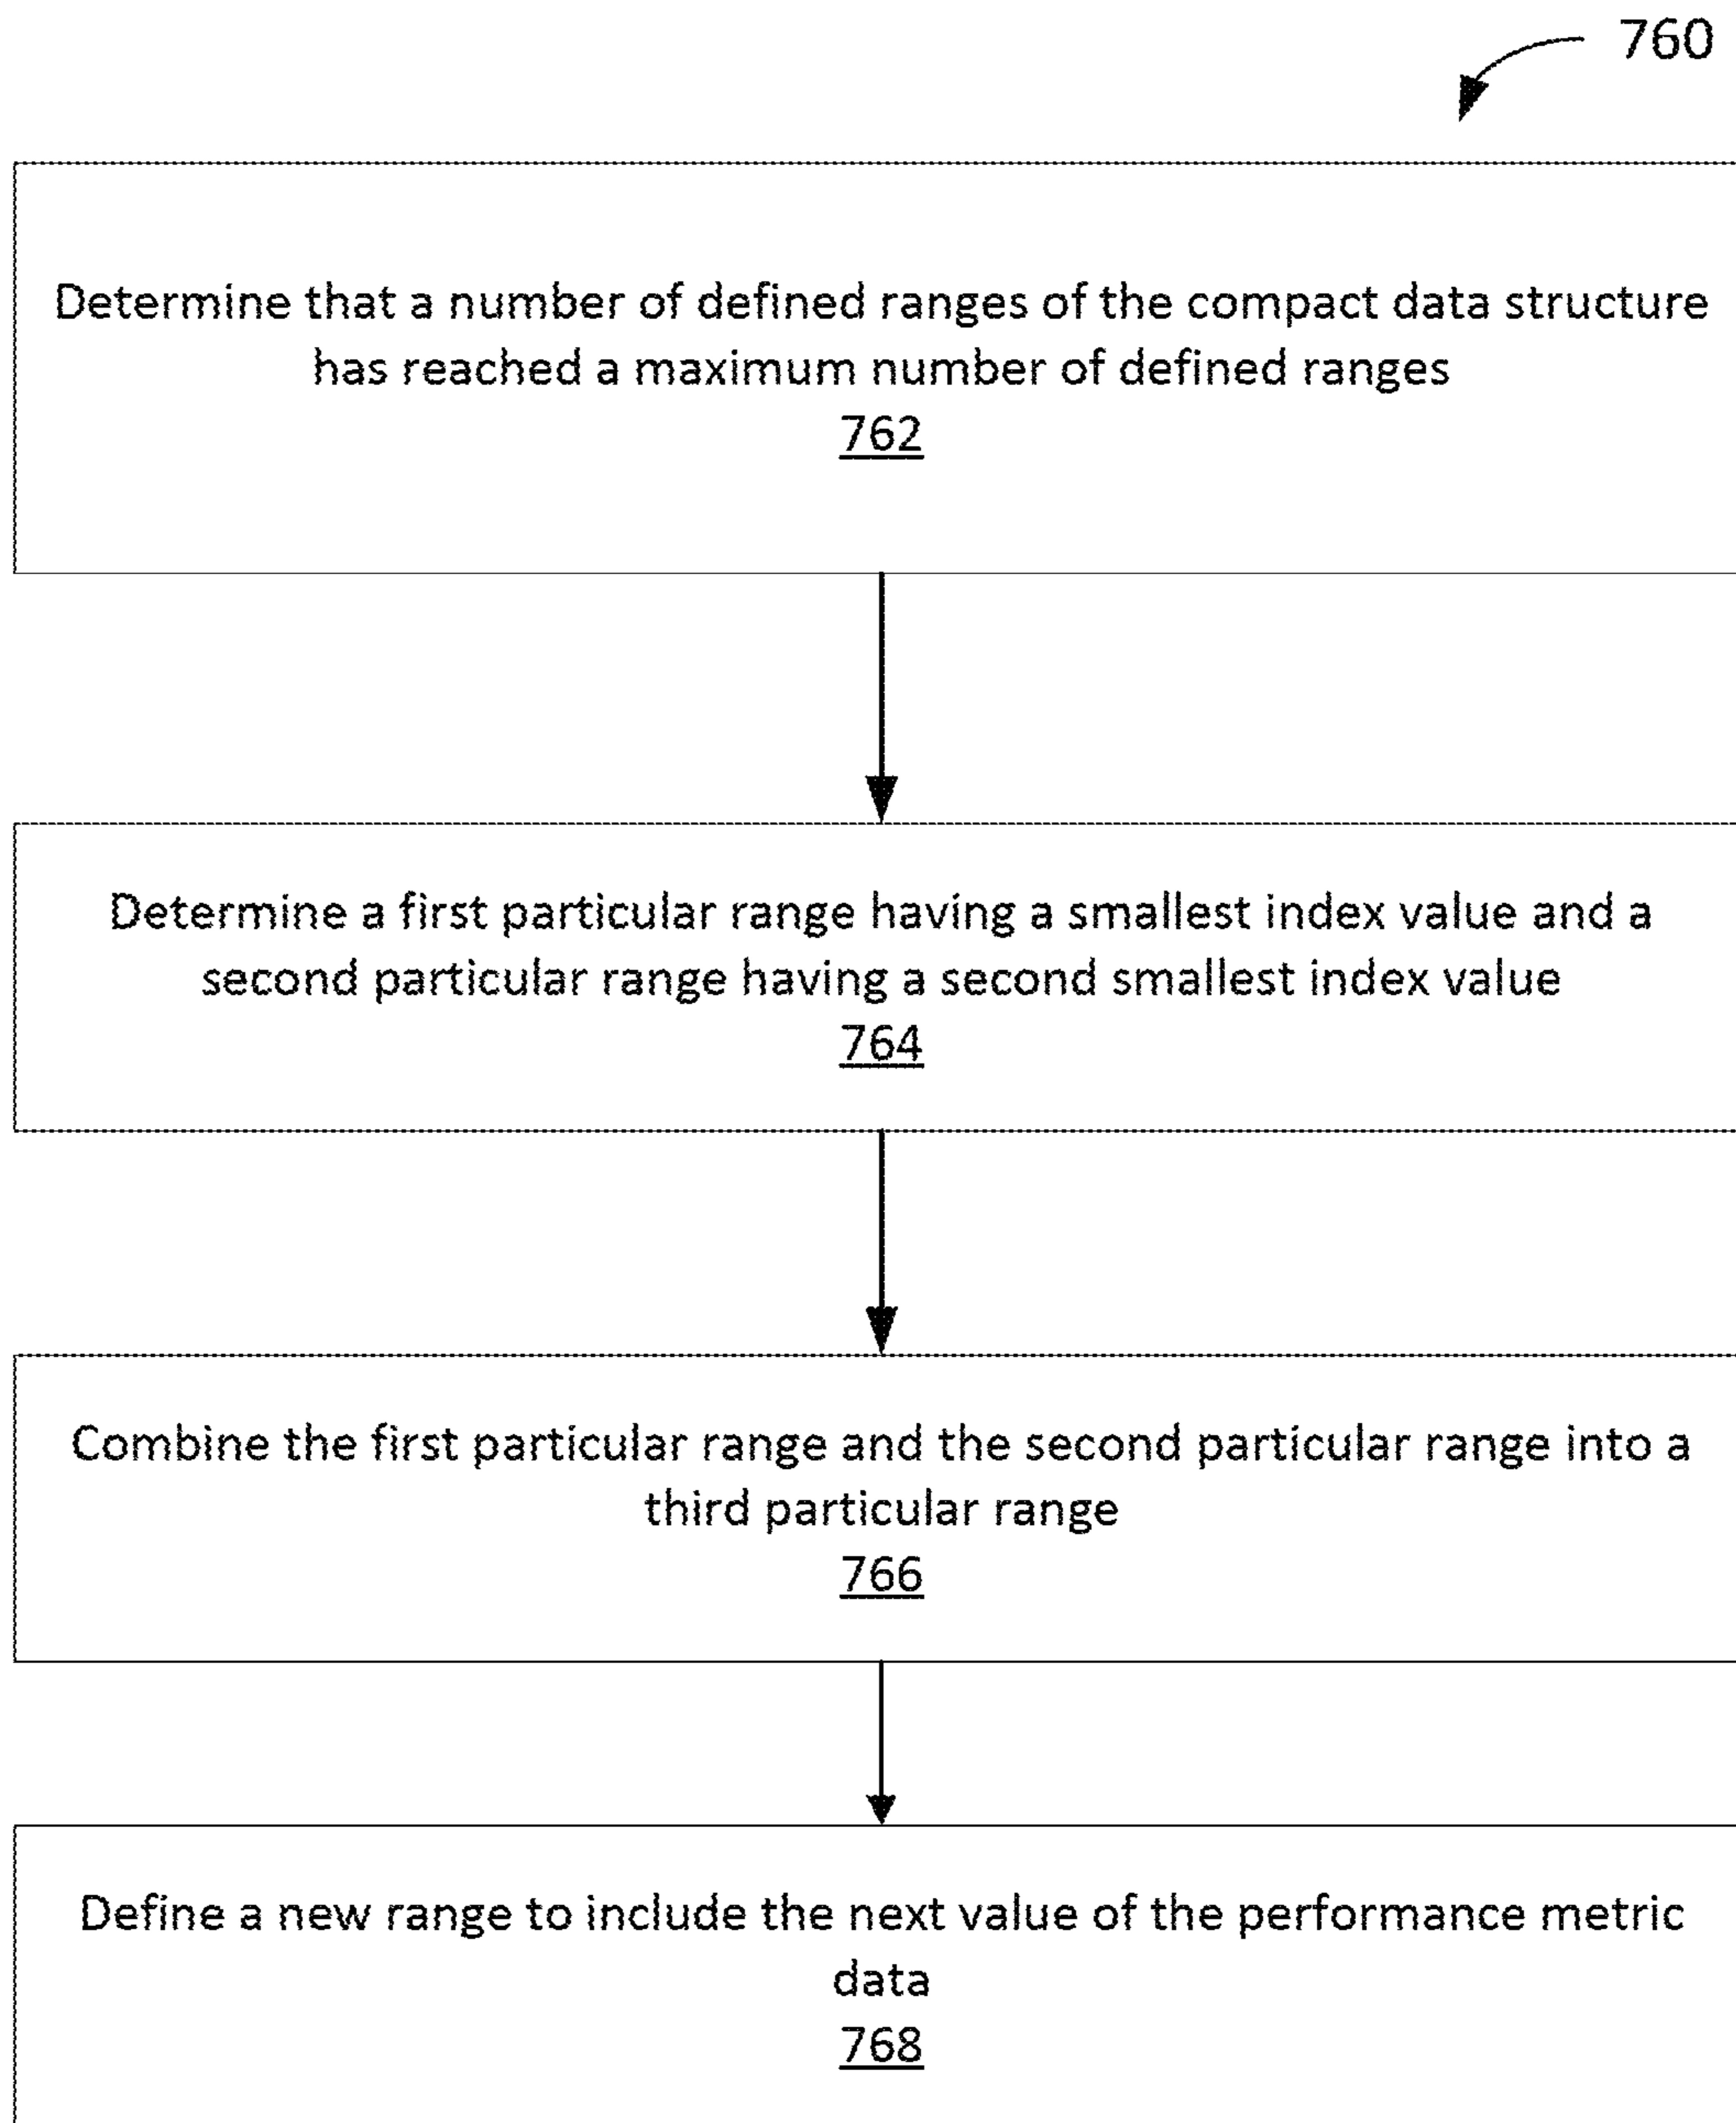 760
Determine that a number of defined ranges of the compact data structure
has reached a maximum number of defined ranges
762
Determine a first particular range having a smallest index value and a
second particular range having a second smallest index value
764
Combine the first particular range and the second particular range into a
third particular range
766
Define a new range to include the next value of the performance metric
data
768